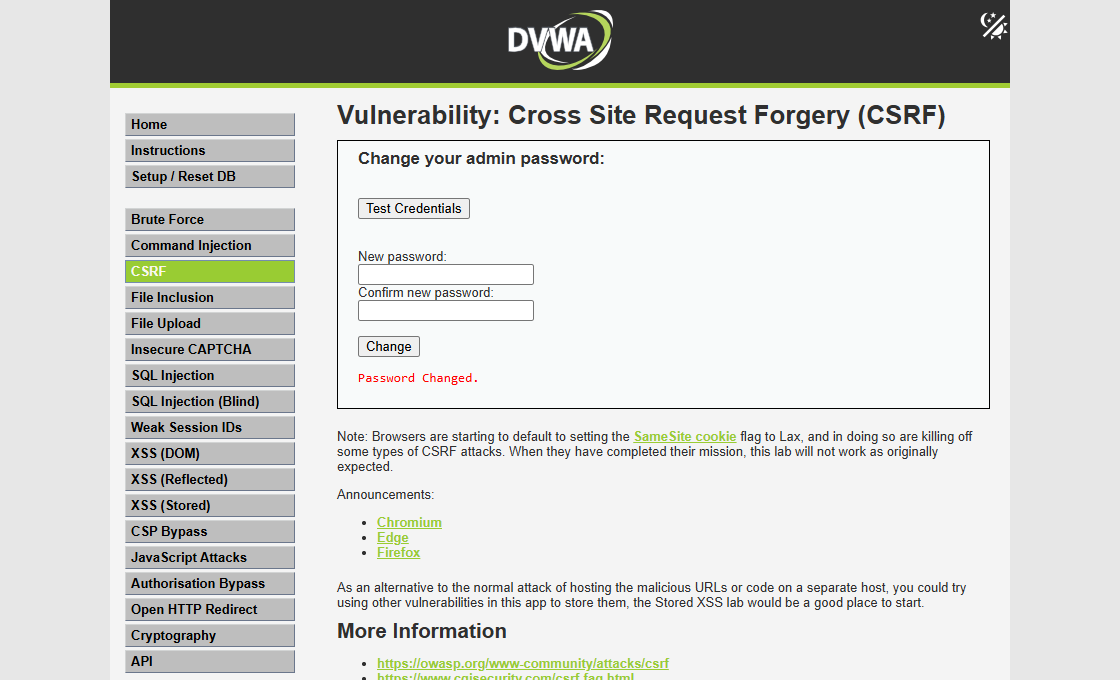 DVWA
Home
Instructions
Setup / Reset DB
Brute Force
Command Injection
CSRF
File Inclusion
File Upload
Insecure CAPTCHA
SQL Injection
SQL Injection (Blind)
Weak Session IDs
XSS (DOM)
XSS (Reflected)
XSS (Stored)
CSP Bypass
JavaScript Attacks
Authorisation Bypass
Open HTTP Redirect
Cryptography
API
Vulnerability: Cross Site Request Forgery (CSRF)
Change your admin password:
Test Credentials
New password:
Confirm new password:
Change
Password Changed.
Note: Browsers are starting to default to setting the SameSite cookie flag to Lax, and in doing so are killing off
some types of CSRF attacks. When they have completed their mission, this lab will not work as originally
expected.
Announcements:
Chromium
Edge
Firefox
As an alternative to the normal attack of hosting the malicious URLs or code on a separate host, you could try
using other vulnerabilities in this app to store them, the Stored XSS lab would be a good place to start.
More Information
https://owasp.org/www-community/attacks/csrf
https://www.cgisecurity.com/csrf-faq.html